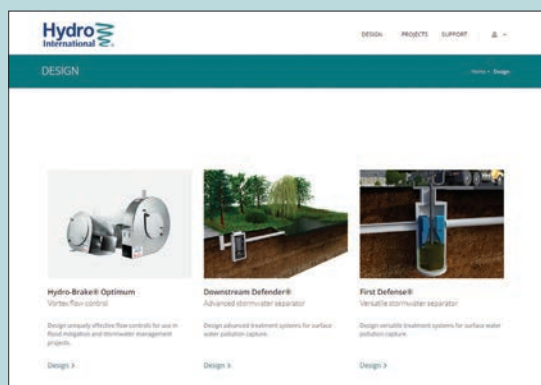 Hydro
International
DESIGN PROJECTS SUPPORT
DESIGN
Home • Design
Hydro-Brake® Optimum
Vortex flow control
Design uniquely effective flow controls for use in
flood mitigation and stormwater management
projects.
Design >
Downstream Defender®
Advanced stormwater separator
Design advanced treatment systems for surface
water pollution capture.
Design >
First Defense®
Versatile stormwater separator
Design versatile treatment systems for surface water
pollution capture.
Design >